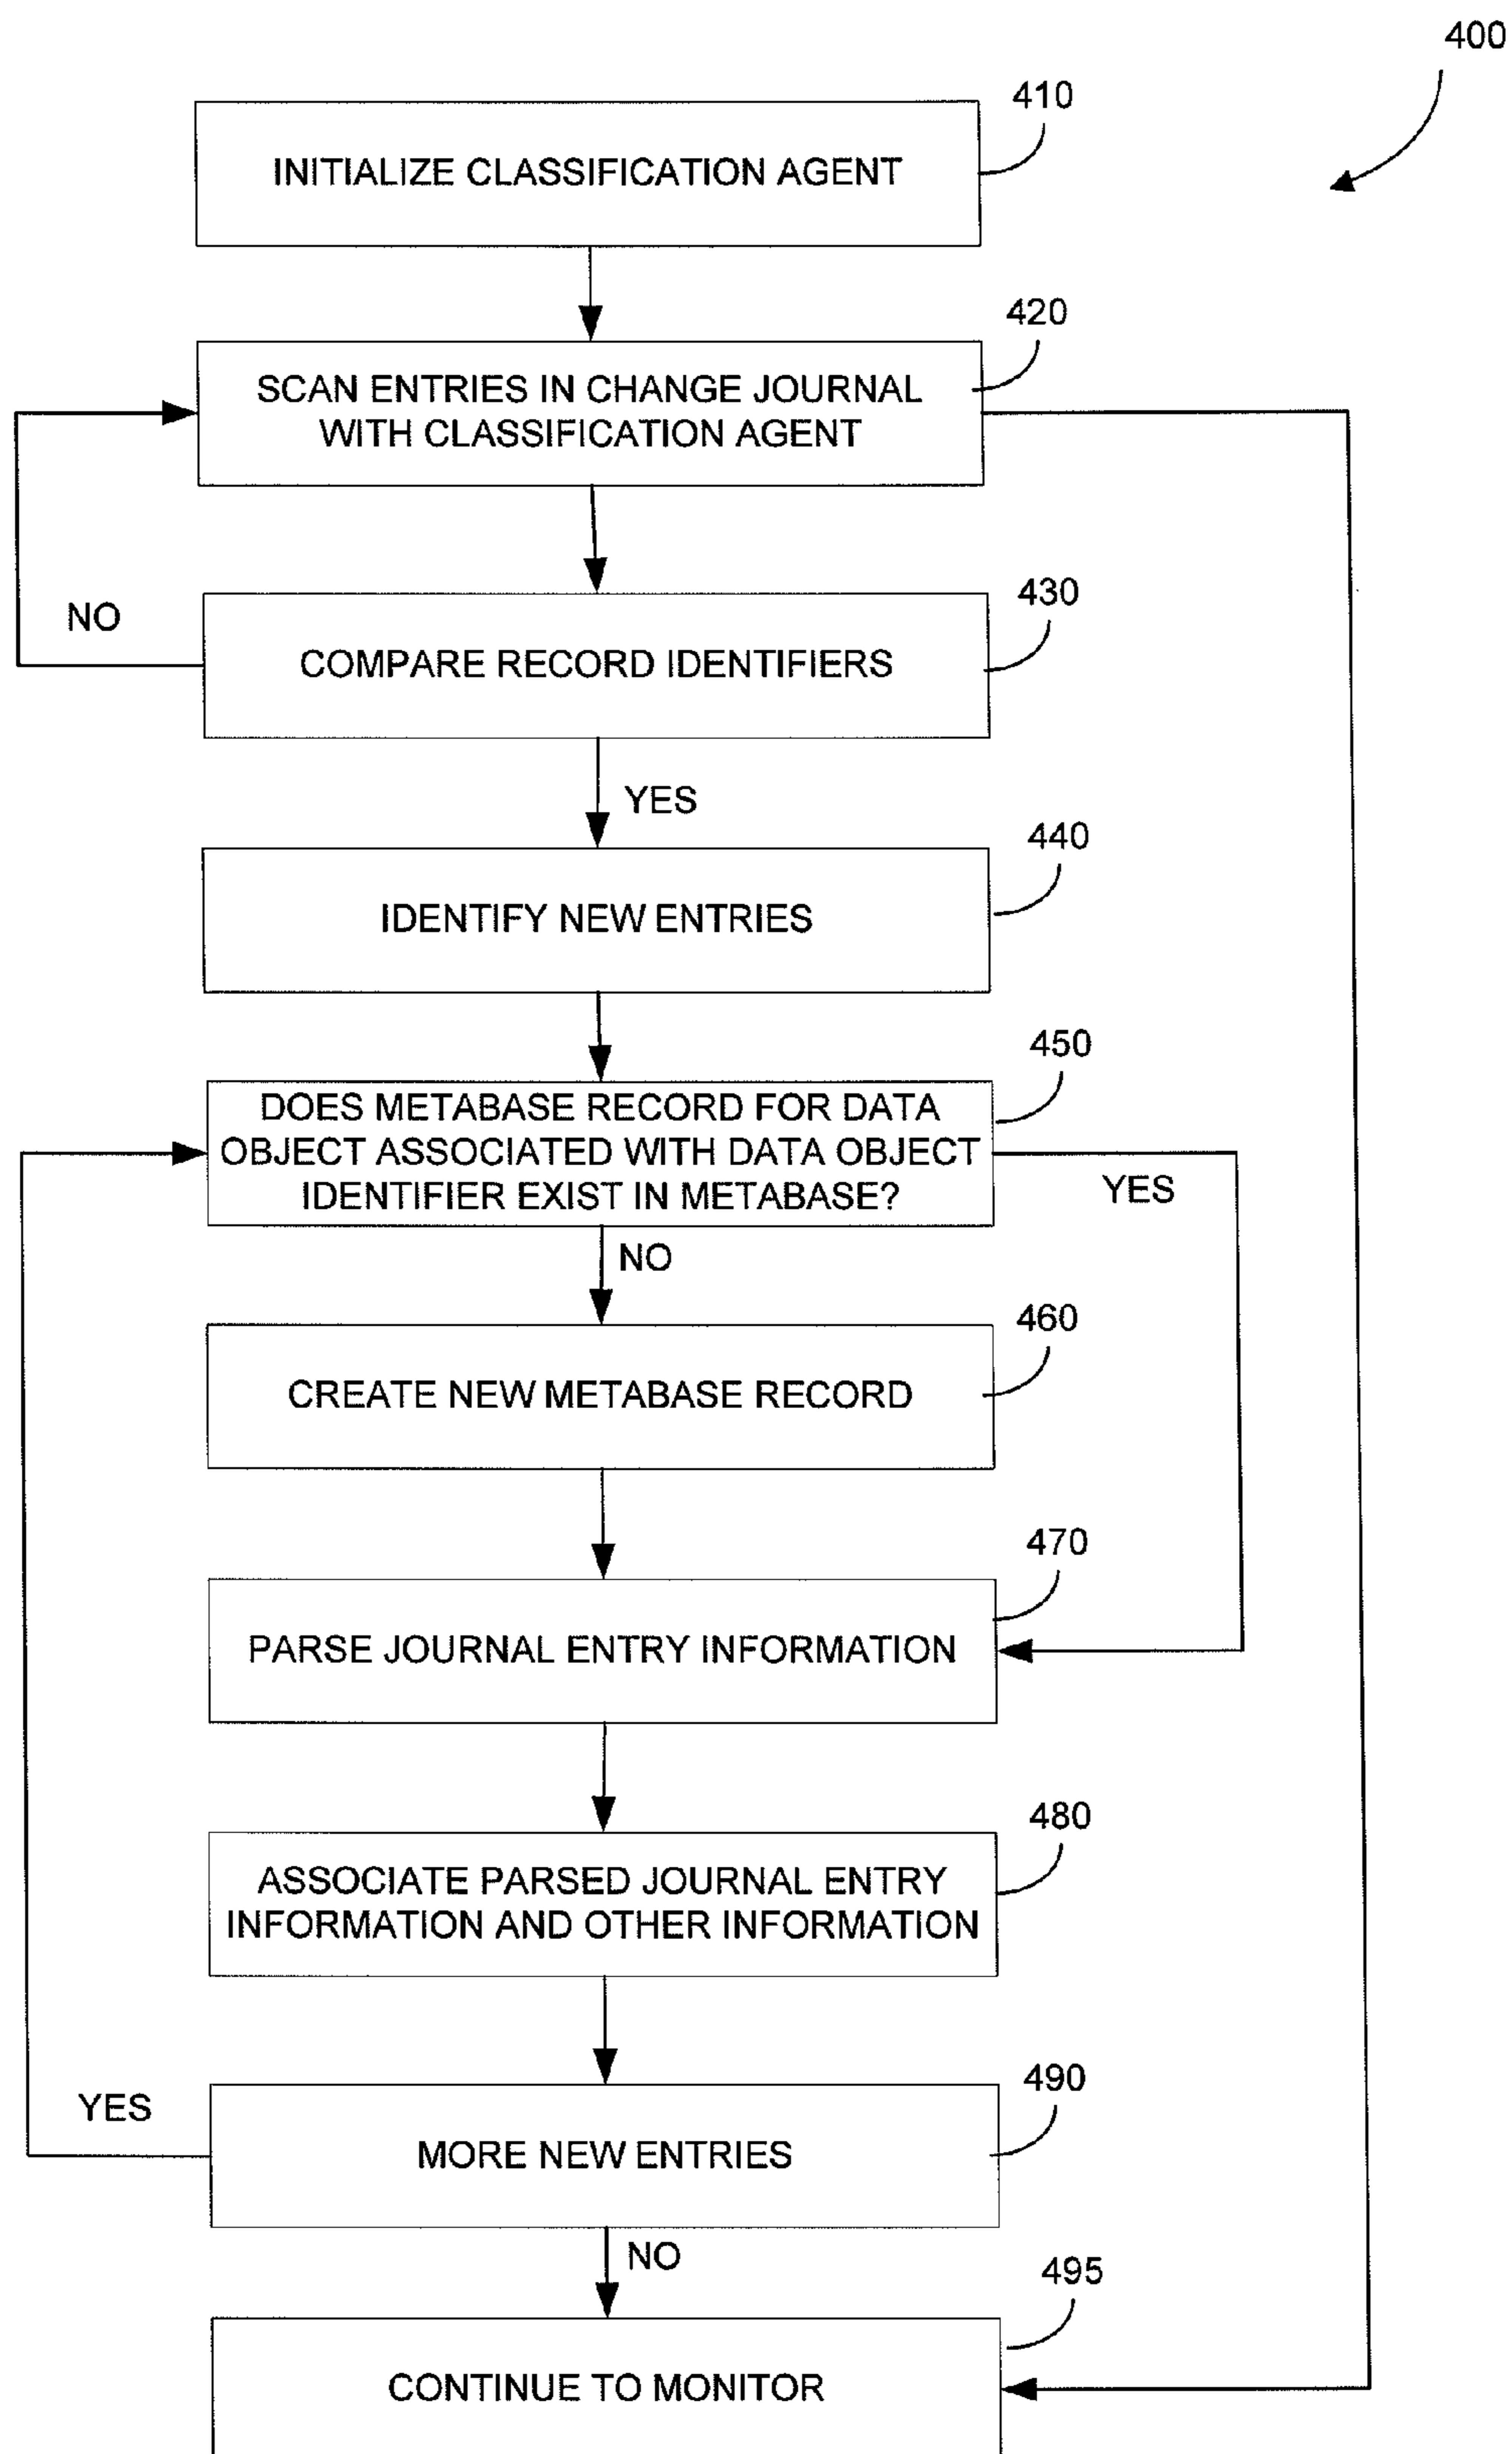 400
410
INITIALIZE CLASSIFICATION AGENT
420
SCAN ENTRIES IN CHANGE JOURNAL
WITH CLASSIFICATION AGENT
430
NO
COMPARE RECORD IDENTIFIERS
YES
440
IDENTIFY NEW ENTRIES
450
DOES METABASE RECORD FOR DATA
OBJECT ASSOCIATED WITH DATA OBJECT
IDENTIFIER EXIST IN METABASE?
YES
NO
460
CREATE NEW METABASE RECORD
470
PARSE JOURNAL ENTRY INFORMATION
480
ASSOCIATE PARSED JOURNAL ENTRY
INFORMATION AND OTHER INFORMATION
490
YES
MORE NEW ENTRIES
NO
495
CONTINUE TO MONITOR